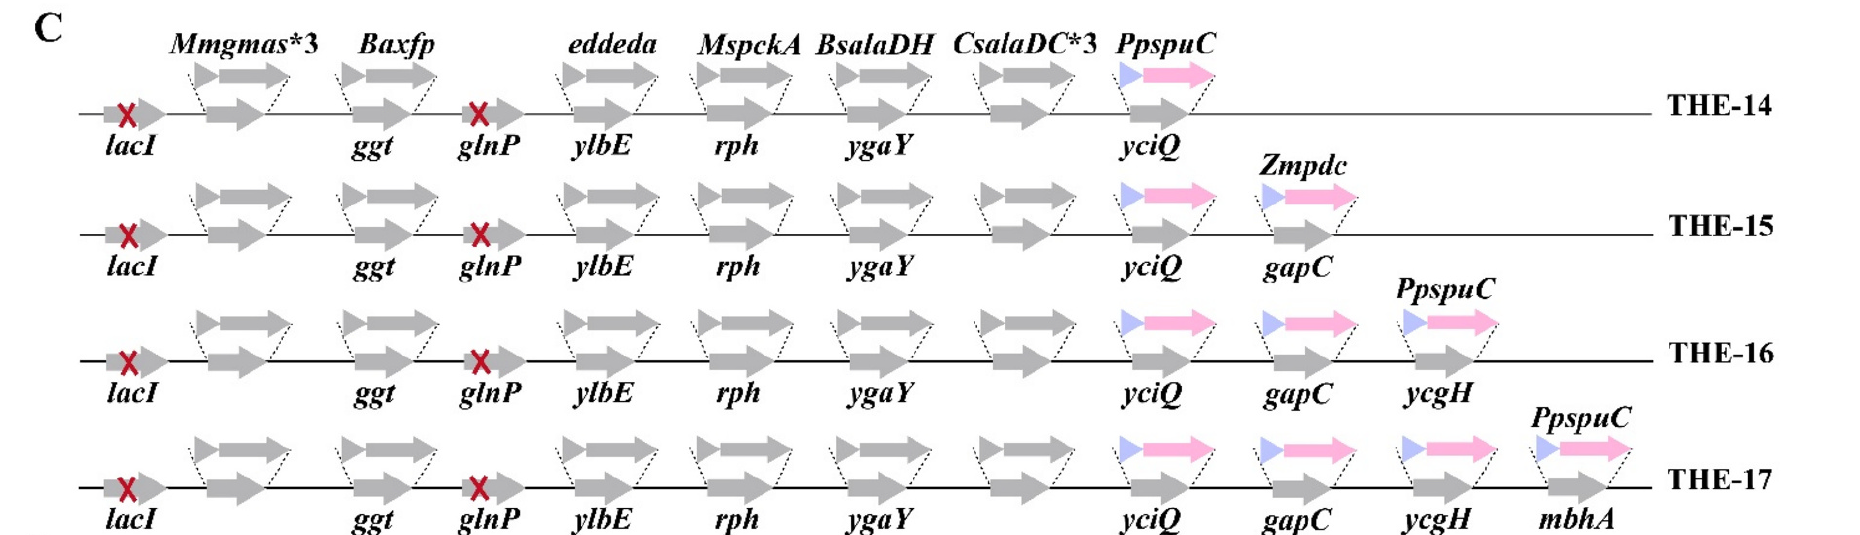 C
Mmgmas*3 Baxfp eddeda MspckA BsalaDH CsalaDC*3 PpspuC
THE-14
lacI ggt glnP ylbE rph ygaY yciQ
Zmpdc
THE-15
lacI ggt glnP ylbE rph ygaY yciQ gapC
PpspuC
THE-16
lacI ggt glnP ylbE rph ygaY yciQ gapC ycgH
PpspuC
THE-17
lacI ggt glnP ylbE rph ygaY yciQ gapC ycgH mbhA